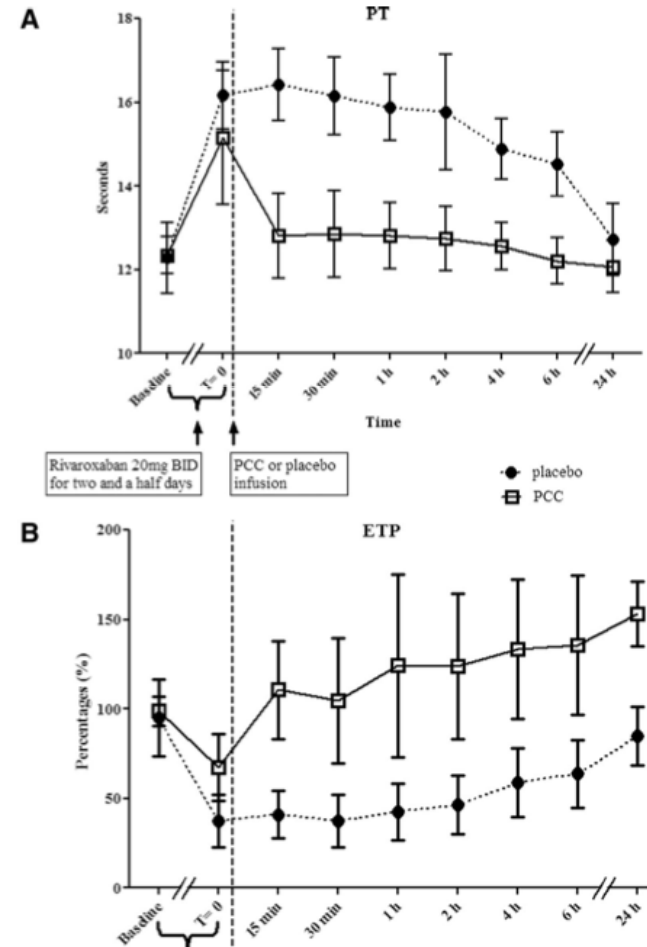 A
PT
18
16
14
12
10
Seconds
Baseline
T= 0
15 min
30 min
1 h
2 h
4 h
6 h
24 h
Time
Rivaroxaban 20mg BID
for two and a half days
PCC or placebo
infusion
placebo
PCC
B
ETP
200
150
100
50
0
Percentages (%)
Baseline
T= 0
15 min
30 min
1 h
2 h
4 h
6 h
24 h